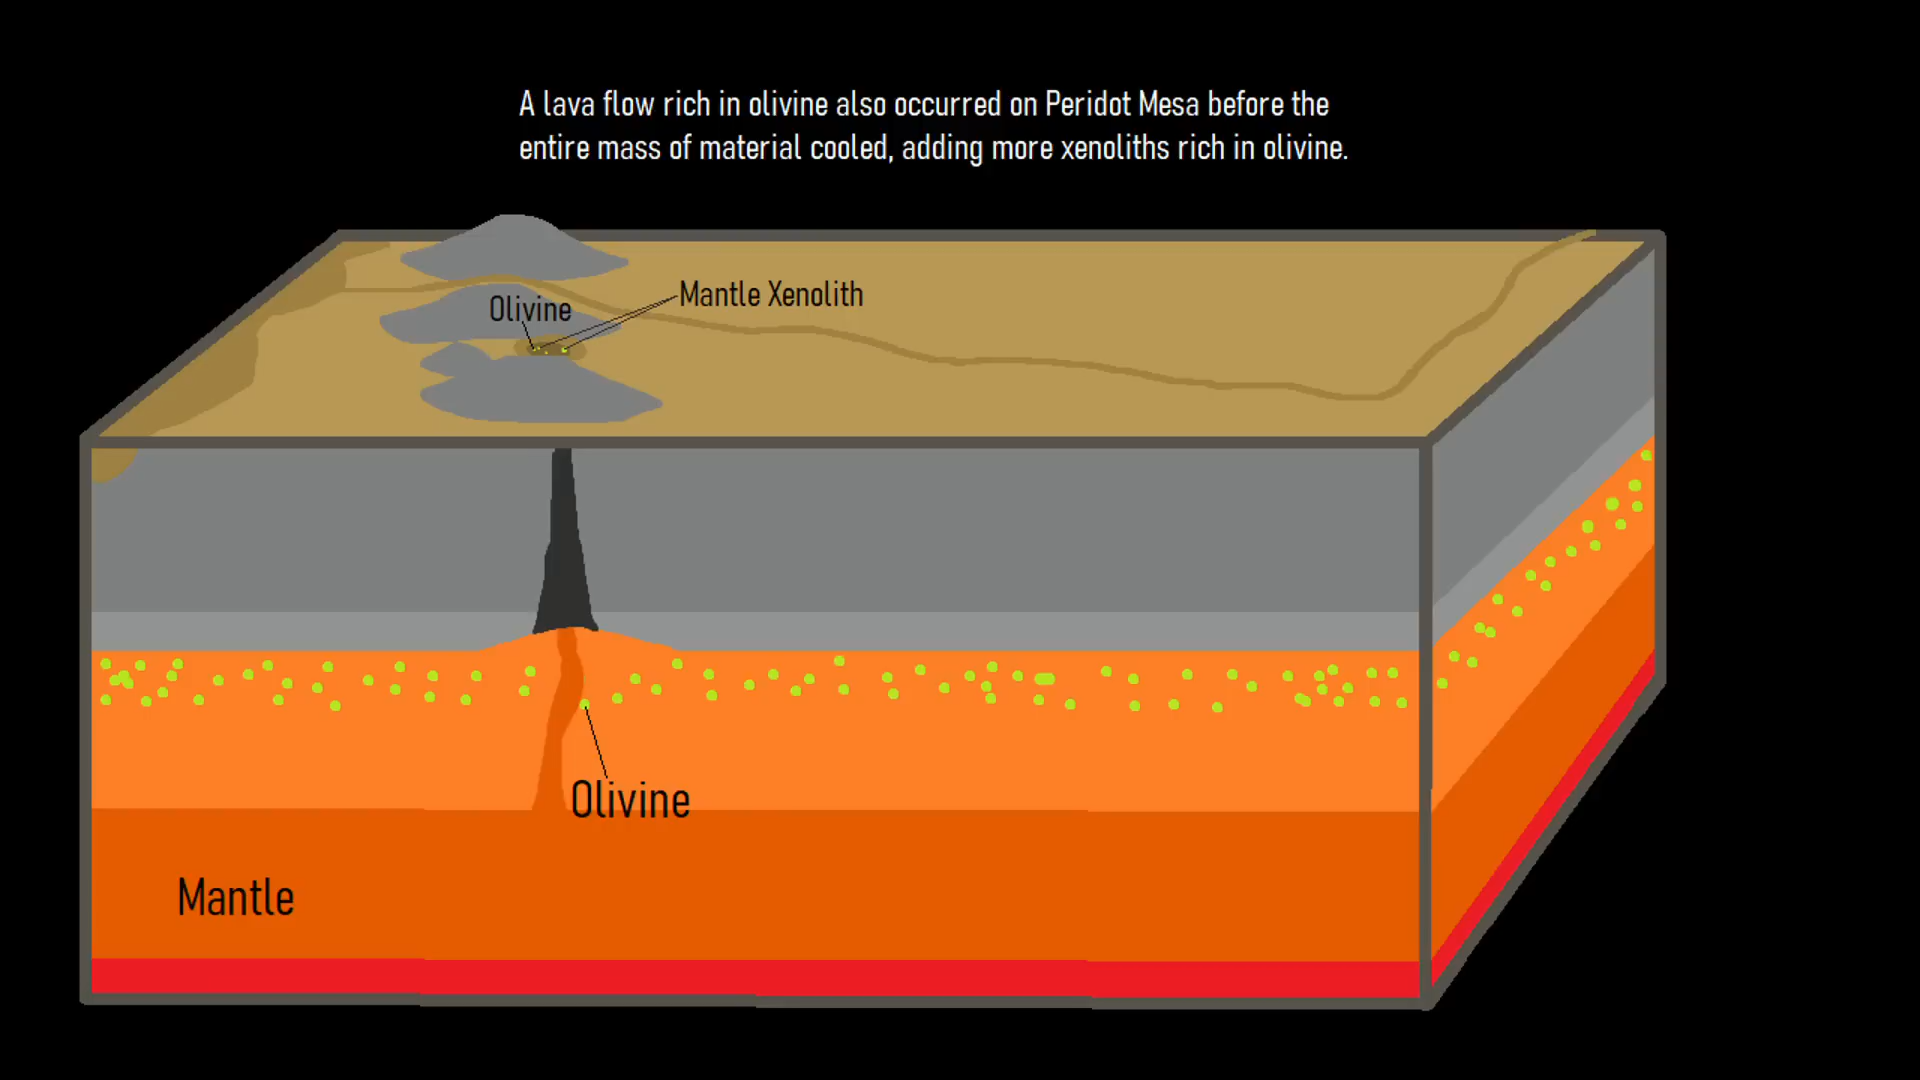 A lava flow rich in olivine also occurred on Peridot Mesa before the
entire mass of material cooled, adding more xenoliths rich in olivine.
Mantle Xenolith
Olivine
Olivine
Mantle